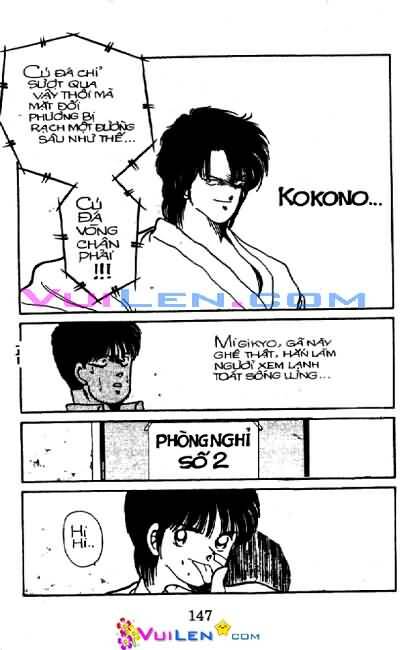 CÚ ĐÁ CHỈ
SƯỢT QUA
VẬY THÔI MÀ
MẶT ĐỐI
PHƯƠNG BỊ
RẠCH MỘT ĐƯỜNG
SÂU NHƯ THẾ...
CÚ
ĐÁ
VÒNG
CHÂN
PHẢI
!!!
KOKONO...
VUILEN.COM
MIGIKYO, GÃ NÀY
GHÊ THẬT, HẮN LÀM
NGƯỜI XEM LẠNH
TOÁT SỐNG LƯNG...
PHÒNG NGHỈ
SỐ 2
HI
HI..
147
VUILEN.COM